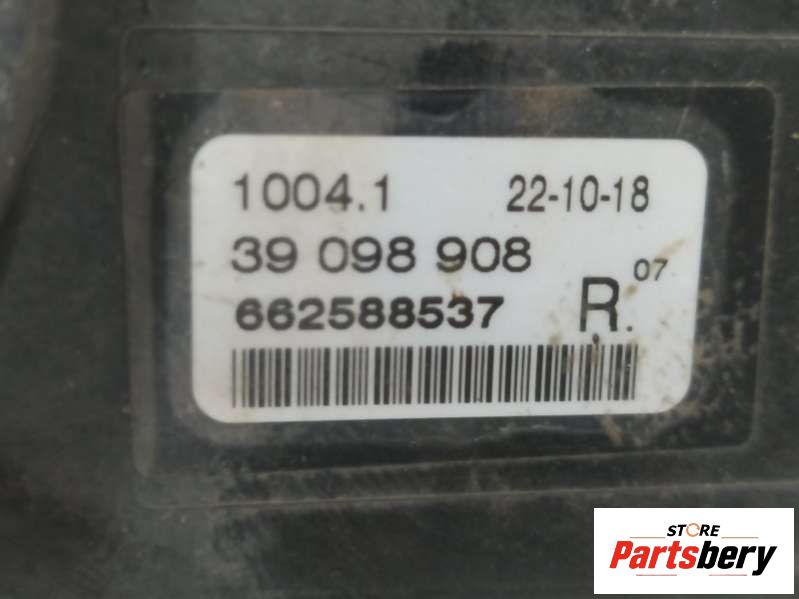 1004.1 22-10-18
39 098 908
07
662588537 R.
STORE
Partsbery